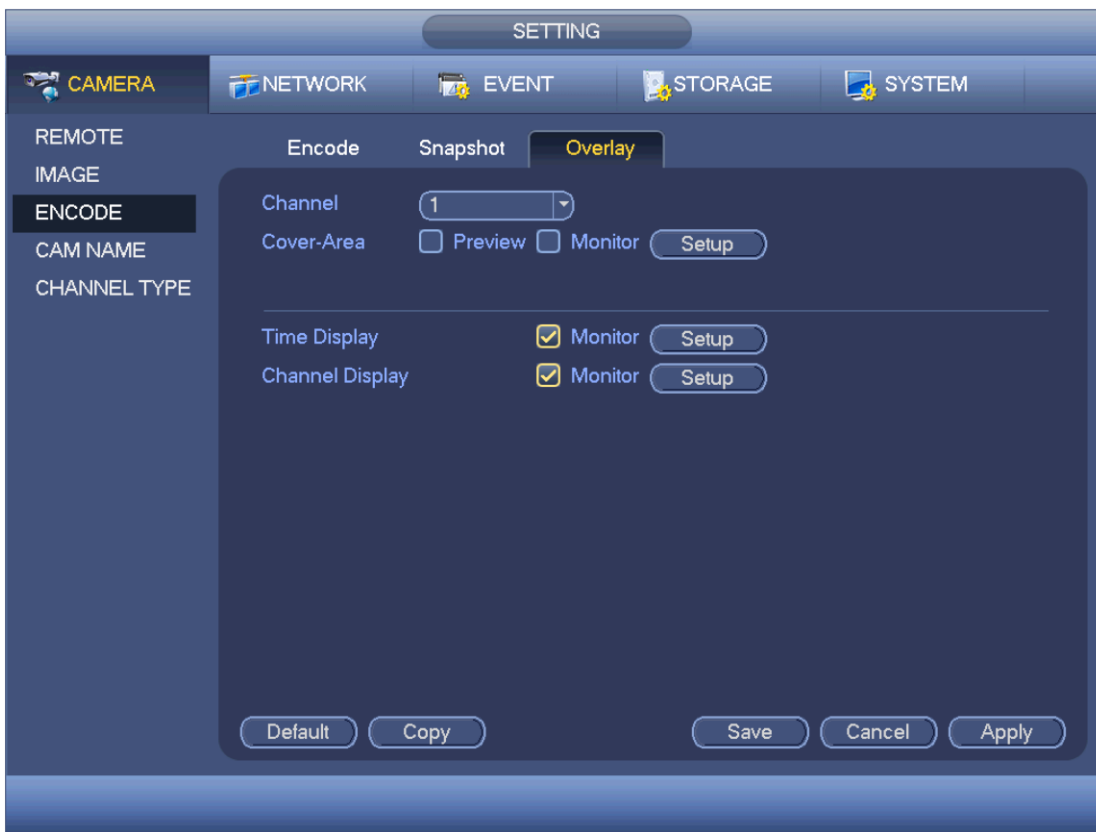 SETTING
CAMERA NETWORK EVENT STORAGE SYSTEM
REMOTE
IMAGE
ENCODE
CAM NAME
CHANNEL TYPE
Encode Snapshot Overlay
Channel 1
Cover-Area Preview Monitor Setup
Time Display Monitor Setup
Channel Display Monitor Setup
Default Copy Save Cancel Apply